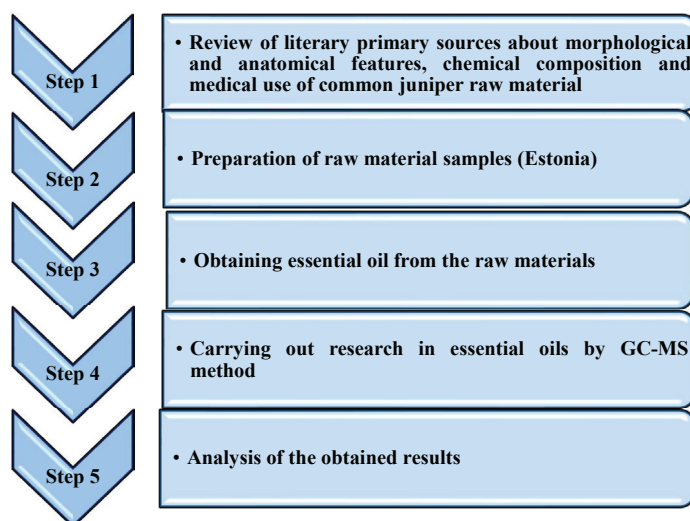 Step 1
• Review of literary primary sources about morphological
and anatomical features, chemical composition and
medical use of common juniper raw material
Step 2
• Preparation of raw material samples (Estonia)
Step 3
• Obtaining essential oil from the raw materials
Step 4
• Carrying out research in essential oils by GC-MS
method
Step 5
• Analysis of the obtained results